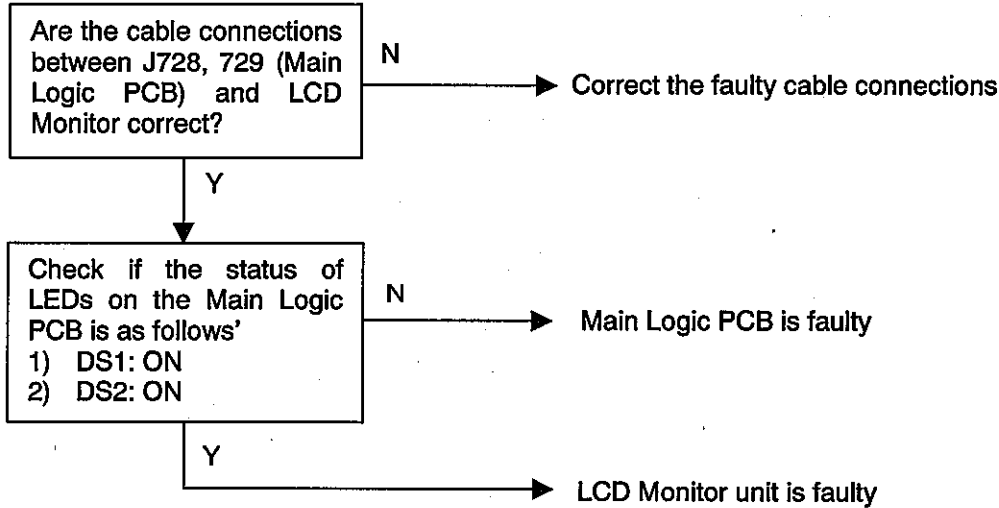 Are the cable connections
between J728, 729 (Main
Logic PCB) and LCD
Monitor correct?
N
Correct the faulty cable connections
Y
Check if the status of
LEDs on the Main Logic
PCB is as follows'
1) DS1: ON
2) DS2: ON
N
Main Logic PCB is faulty
Y
LCD Monitor unit is faulty